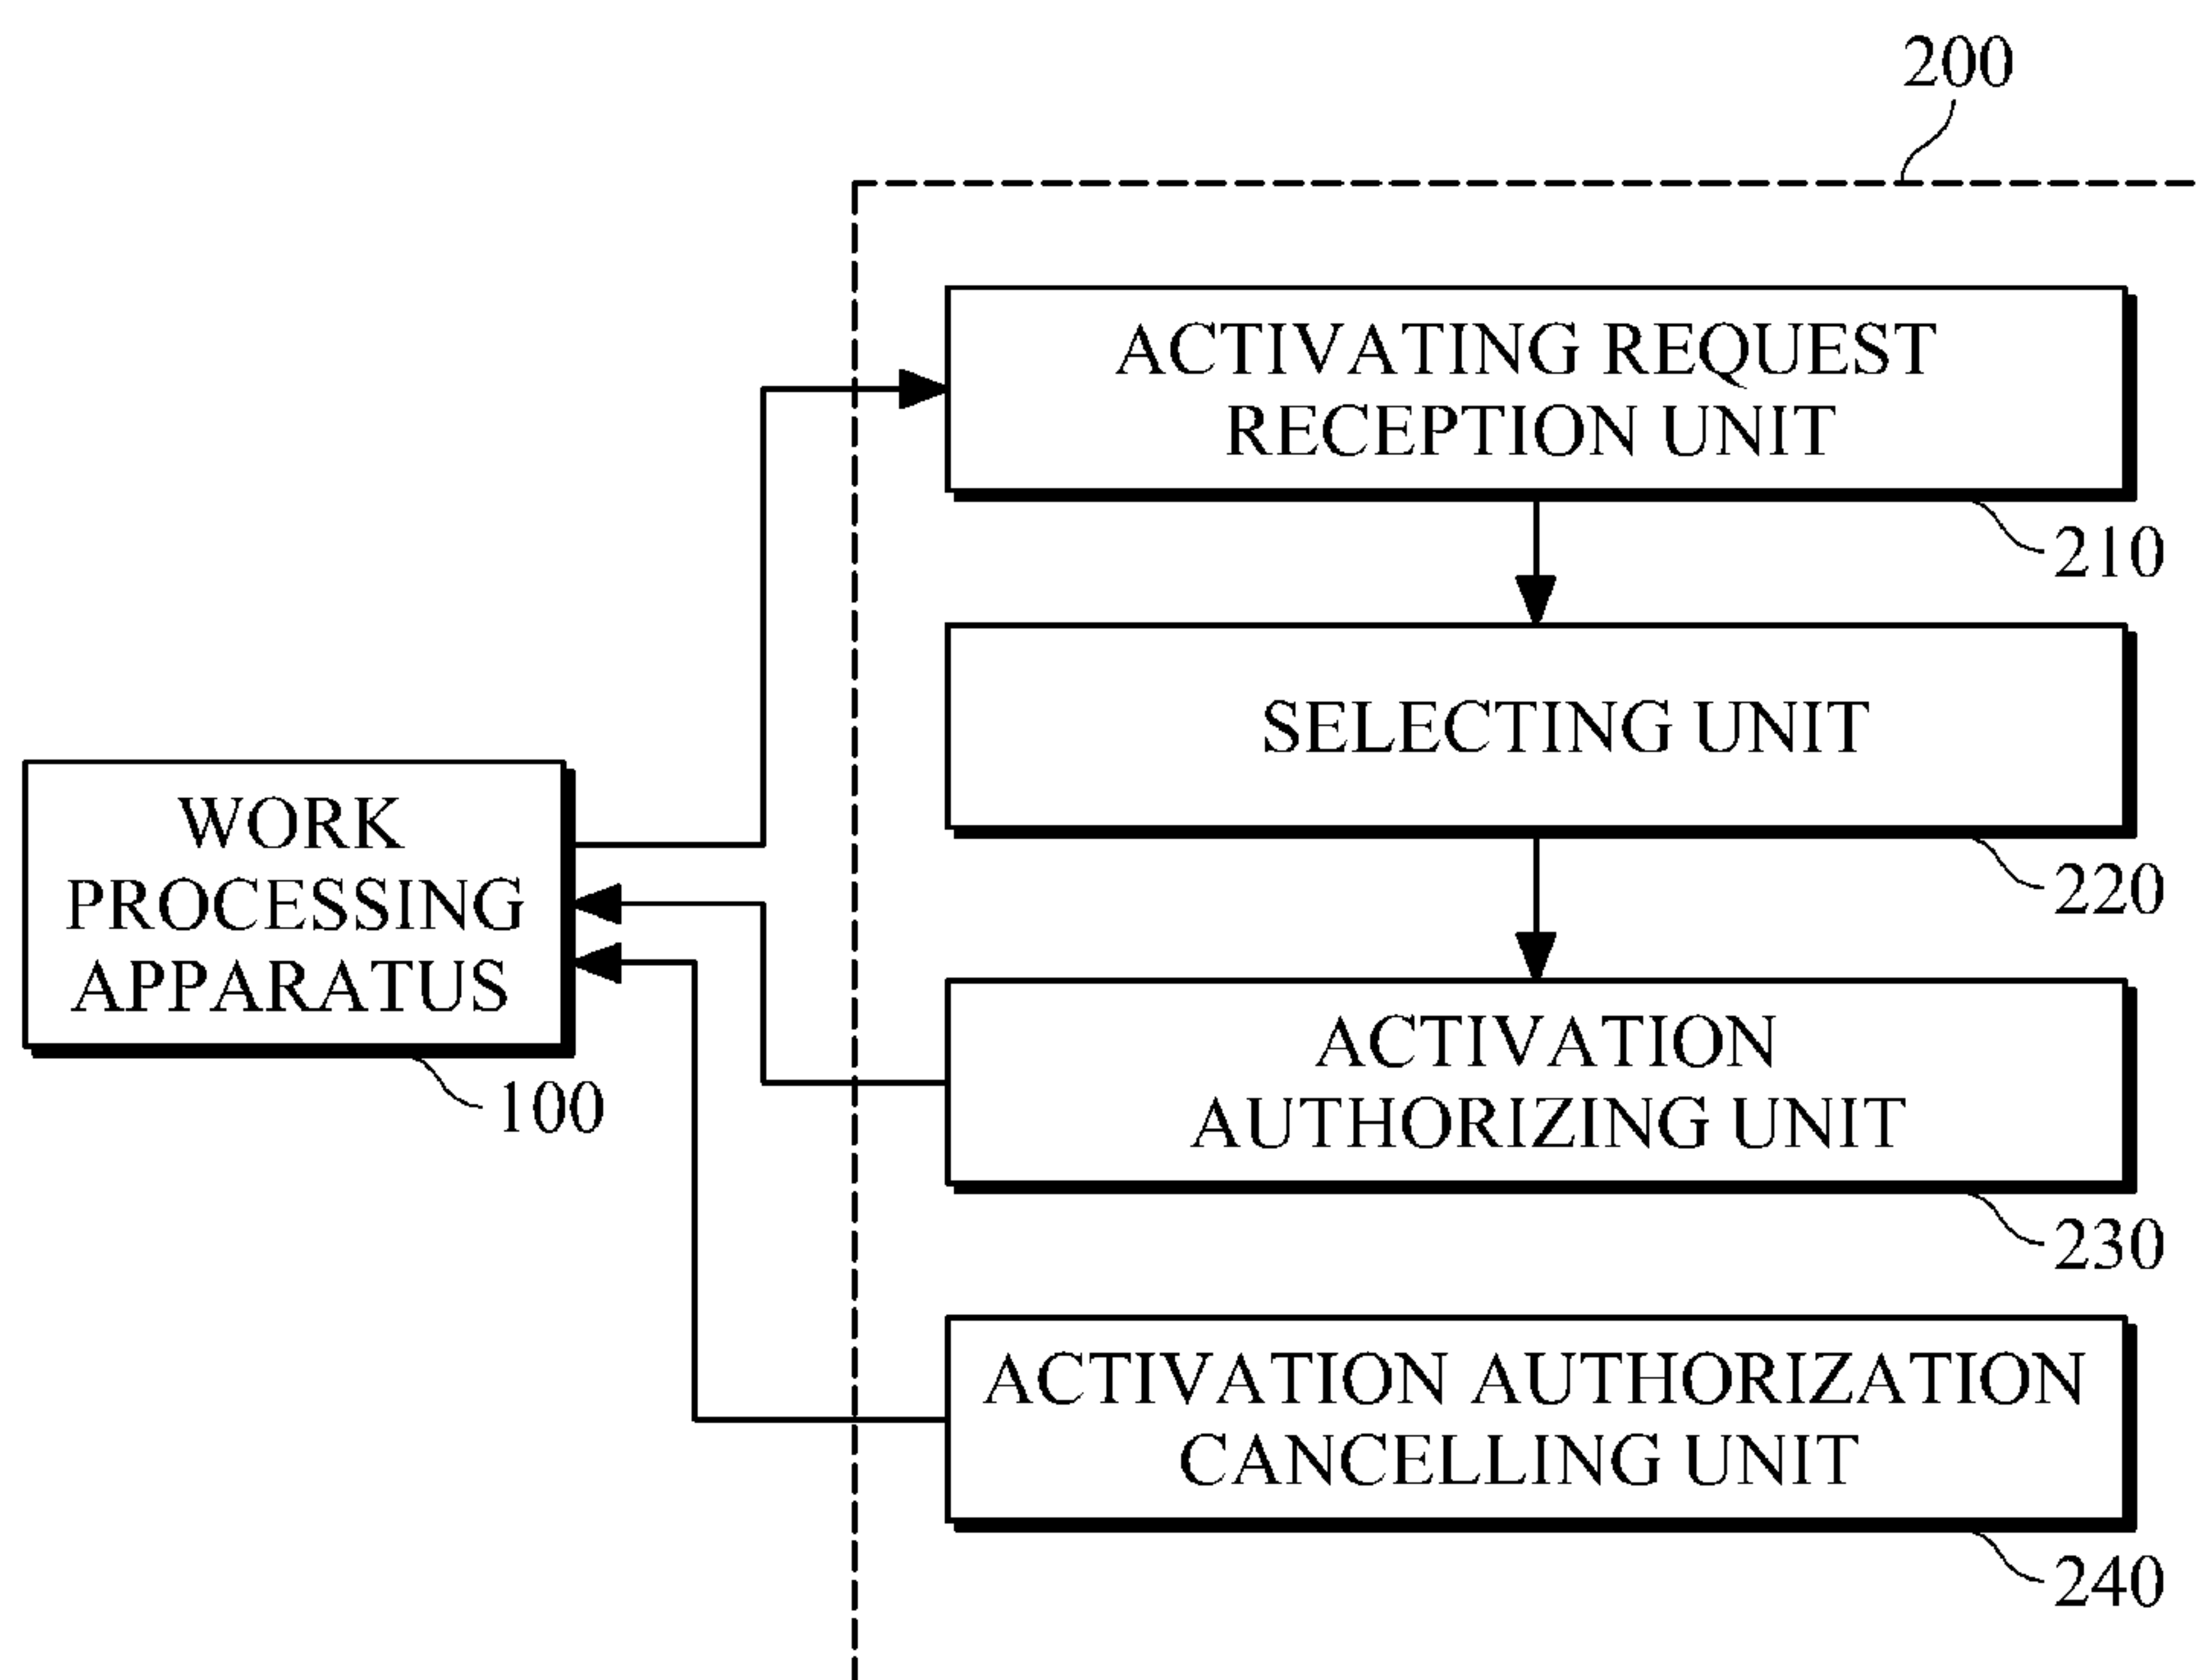 200
ACTIVATING REQUEST
RECEPTION UNIT
210
SELECTING UNIT
220
WORK
PROCESSING
APPARATUS
100
ACTIVATION
AUTHORIZING UNIT
230
ACTIVATION AUTHORIZATION
CANCELLING UNIT
240